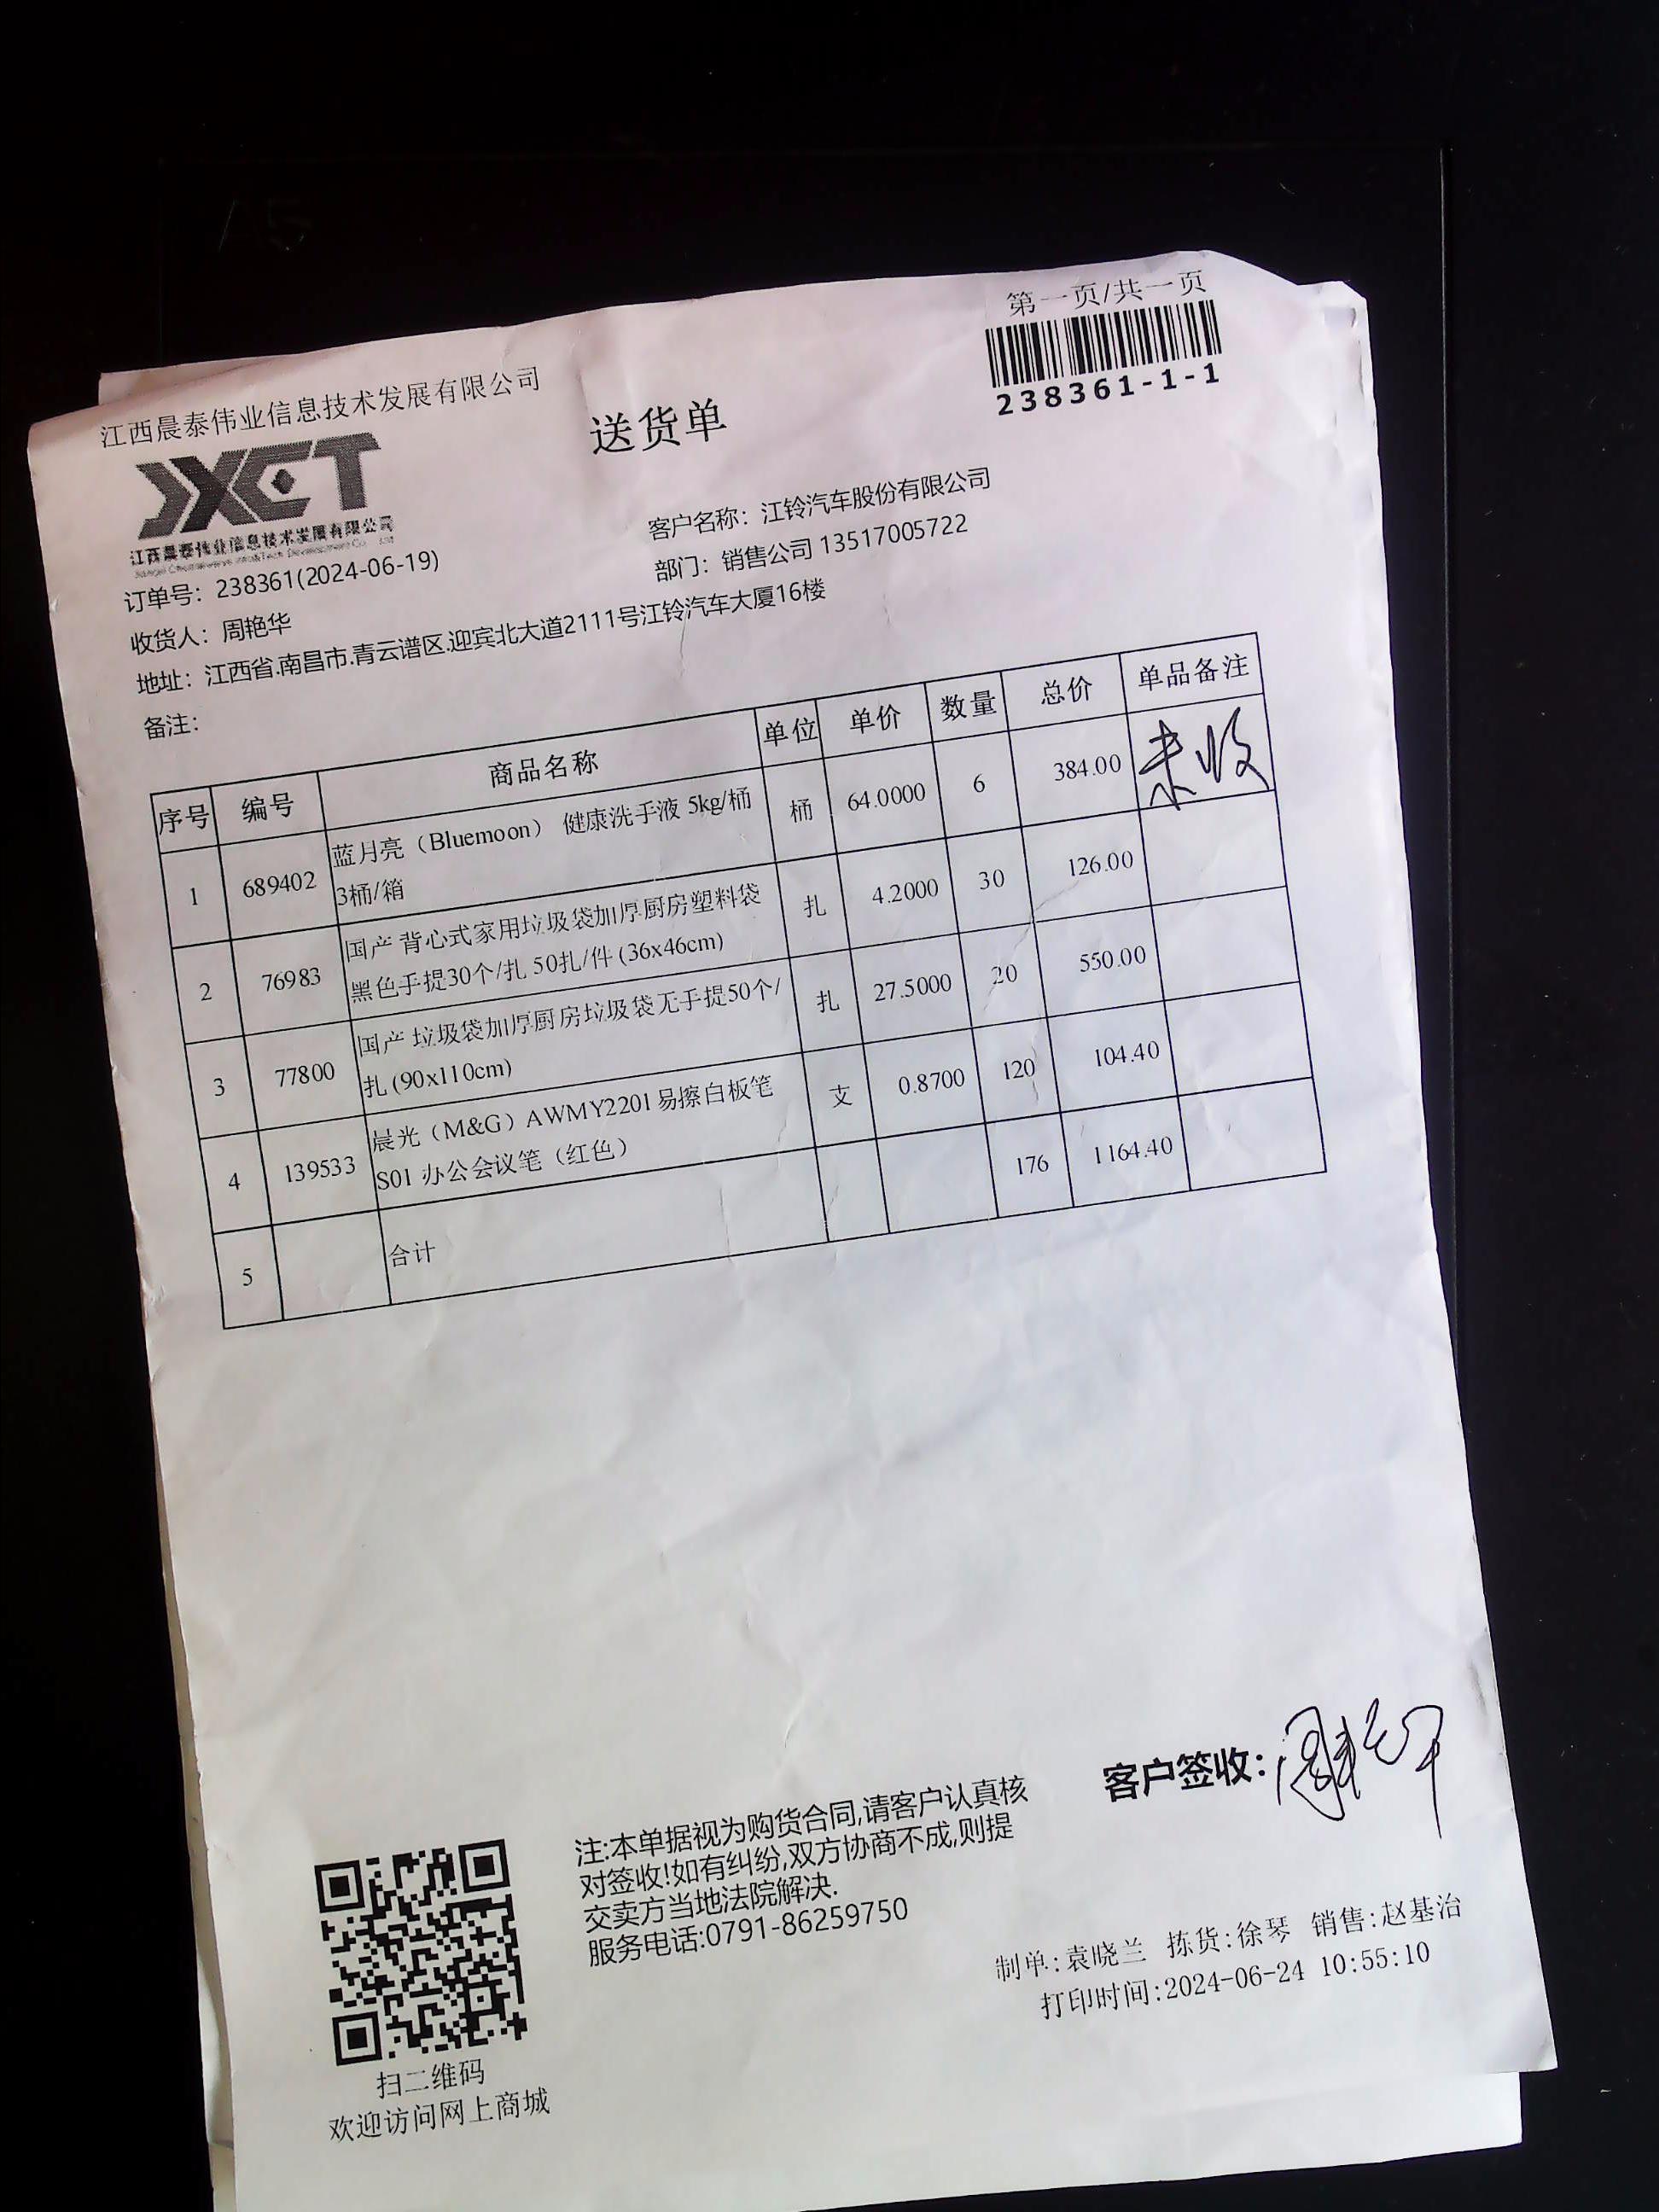 A5
第一页/共一页
238361-1-1
江西晨泰伟业信息技术发展有限公司
送货单
JXCT
江西晨泰伟业信息技术发展有限公司
客户名称：江铃汽车股份有限公司
订单号：238361(2024-06-19)
部门：销售公司 13517005722
收货人：周艳华
地址：江西省.南昌市.青云谱区.迎宾北大道2111号江铃汽车大厦16楼
备注：
序号 编号 商品名称 单位 单价 数量 总价 单品备注
1 689402 蓝月亮（Bluemoon） 健康洗手液 5kg/桶 桶 64.0000 6 384.00 未收
3桶/箱
2 76983 国产 背心式家用垃圾袋加厚厨房塑料袋 扎 4.2000 30 126.00
黑色手提30个/扎 50扎/件 (36x46cm)
3 77800 国产 垃圾袋加厚厨房垃圾袋无手提50个/ 扎 27.5000 20 550.00
扎 (90x110cm)
4 139533 晨光（M&G）AWMY2201易擦白板笔 支 0.8700 120 104.40
S01 办公会议笔（红色）
5 合计 176 1164.40
客户签收:
注:本单据视为购货合同,请客户认真核
对签收!如有纠纷,双方协商不成,则提
交卖方当地法院解决.
服务电话:0791-86259750
制单:袁晓兰 拣货:徐琴 销售:赵基治
打印时间:2024-06-24 10:55:10
扫二维码
欢迎访问网上商城